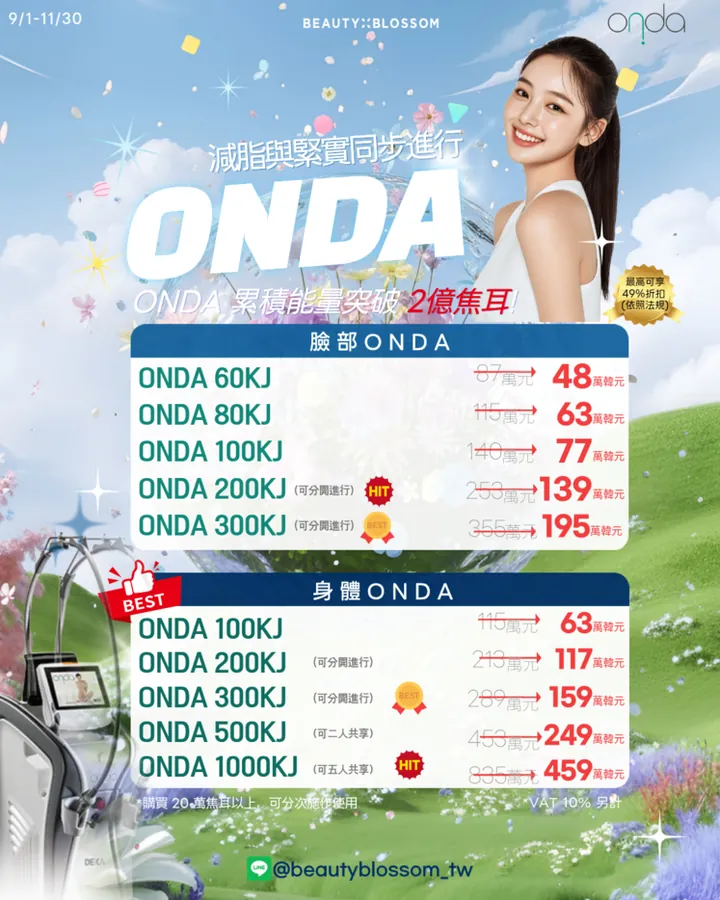 9/1-11/30
BEAUTY BLOSSOM
onda
減脂與緊實同步進行
ONDA
ONDA 累積能量突破 2億焦耳!
最高可享
49%折扣
(依照法規)
臉部ONDA
ONDA 60KJ 87萬元 48萬韓元
ONDA 80KJ 115萬元 63萬韓元
ONDA 100KJ 140萬元 77萬韓元
ONDA 200KJ (可分開進行) HIT 253萬元 139萬韓元
ONDA 300KJ (可分開進行) BEST 355萬元 195萬韓元
BEST
身體ONDA
ONDA 100KJ 115萬元 63萬韓元
ONDA 200KJ (可分開進行) 213萬元 117萬韓元
ONDA 300KJ (可分開進行) BEST 289萬元 159萬韓元
ONDA 500KJ (可二人共享) 453萬元 249萬韓元
ONDA 1000KJ (可五人共享) HIT 835萬元 459萬韓元
*購買 20 萬焦耳以上，可分次施作使用
VAT 10% 另計
DEKA
LINE @beautyblossom_tw